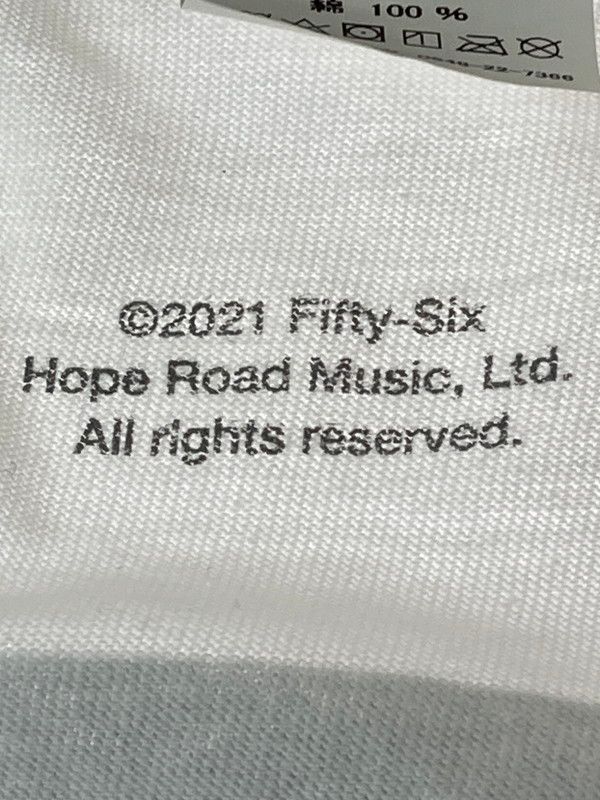 綿 100 %
©2021 Fifty-Six
Hope Road Music, Ltd.
All rights reserved.